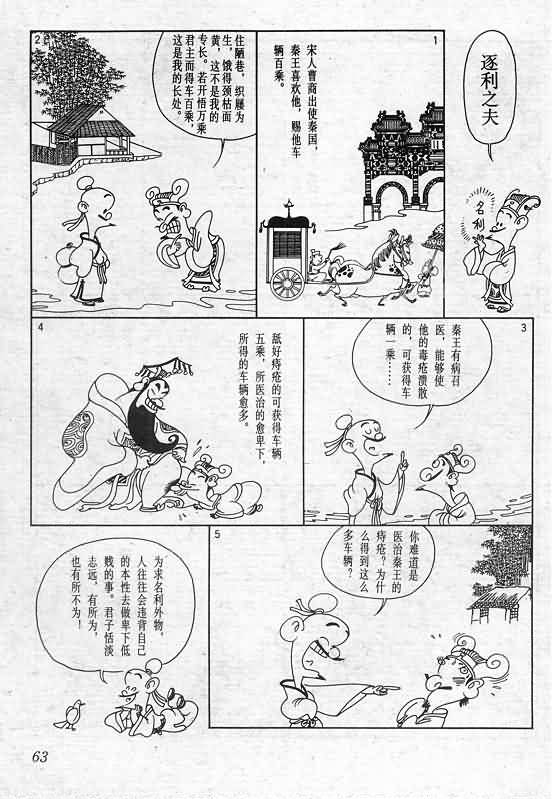 逐利之夫
名利
1
宋人曹商出使秦国，
秦王喜欢他，赐他车
辆百乘。
2
住陋巷，织屦为
生，饿得颈枯面
黄，这不是我的
专长。若开悟万乘
君主而得车百乘，
这是我的长处。
3
秦王有病召
医，能够使
他的毒疮溃散
的，可获得车
辆一乘……
4
舐好痔疮的可获得车辆
五乘，所医治的愈卑下，
所得的车辆愈多。
5
你难道是
医治秦王的
痔疮？为什
么得到这么
多车辆？
为求名利外物，
人往往会违背自己
的本性去做卑下低
贱的事。君子恬淡
志远，有所为，
也有所不为！
63